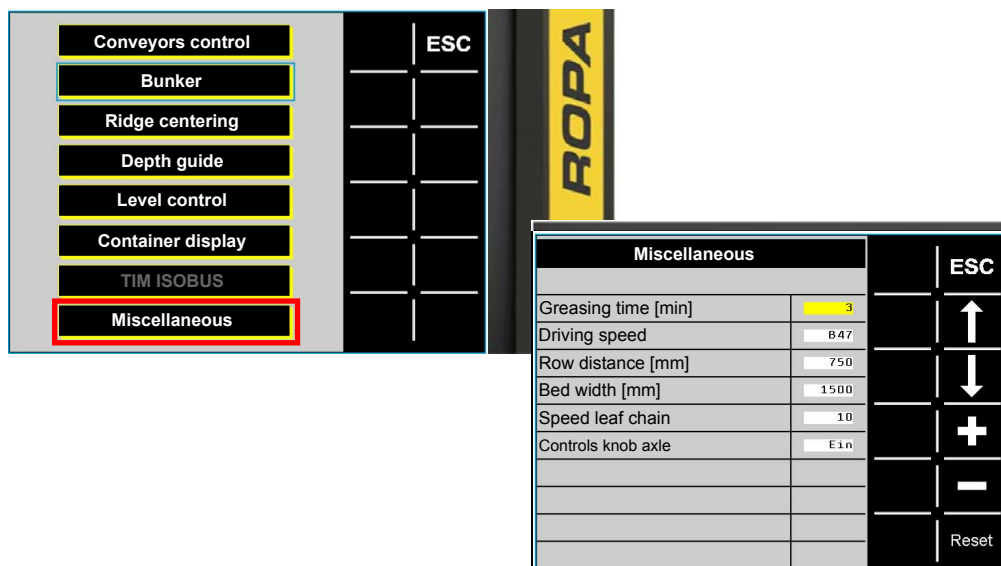 Conveyors control
ESC
Bunker
Ridge centering
Depth guide
Level control
Container display
TIM ISOBUS
Miscellaneous
ROPA
Miscellaneous
ESC
Greasing time [min] 3
Driving speed B47
Row distance [mm] 750
Bed width [mm] 1500
Speed leaf chain 10
Controls knob axle Ein
Reset